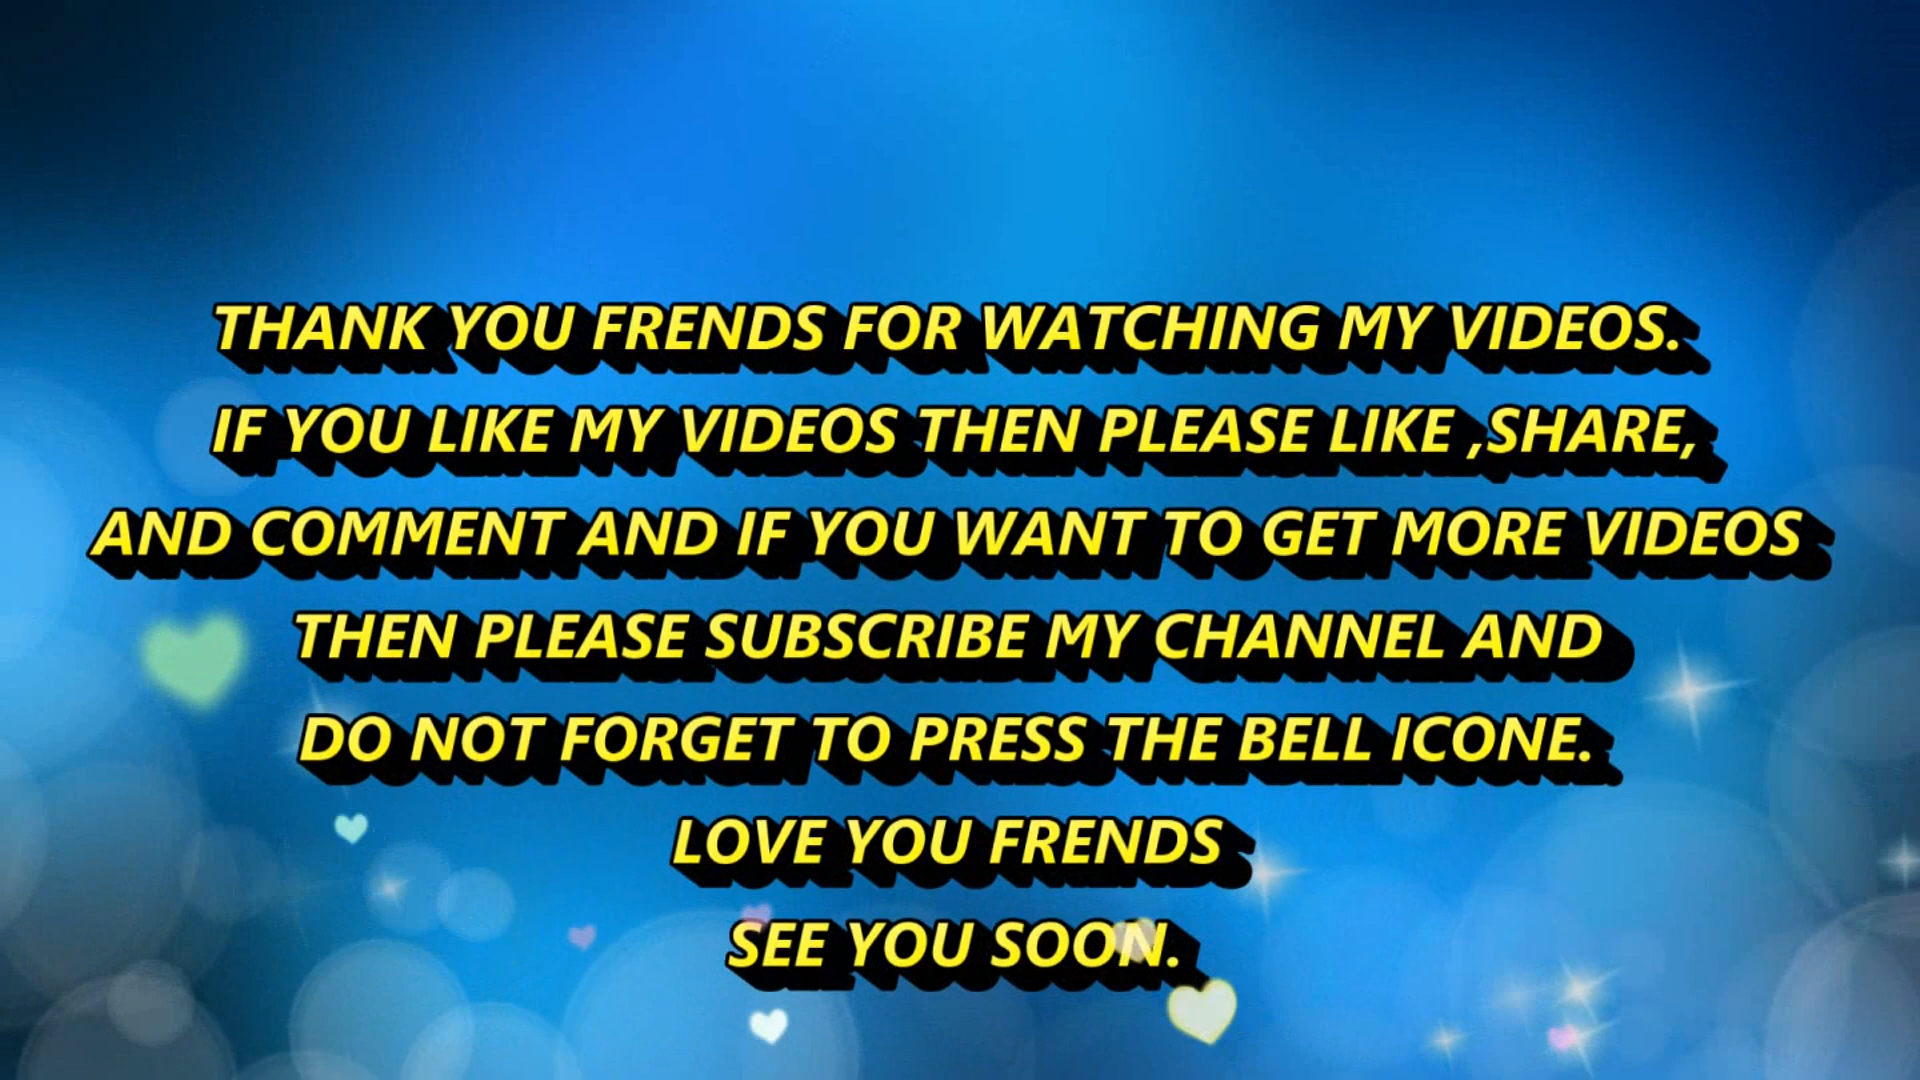 THANK YOU FRENDS FOR WATCHING MY VIDEOS.
IF YOU LIKE MY VIDEOS THEN PLEASE LIKE ,SHARE,
AND COMMENT AND IF YOU WANT TO GET MORE VIDEOS
THEN PLEASE SUBSCRIBE MY CHANNEL AND
DO NOT FORGET TO PRESS THE BELL ICONE.
LOVE YOU FRENDS
SEE YOU SOON.